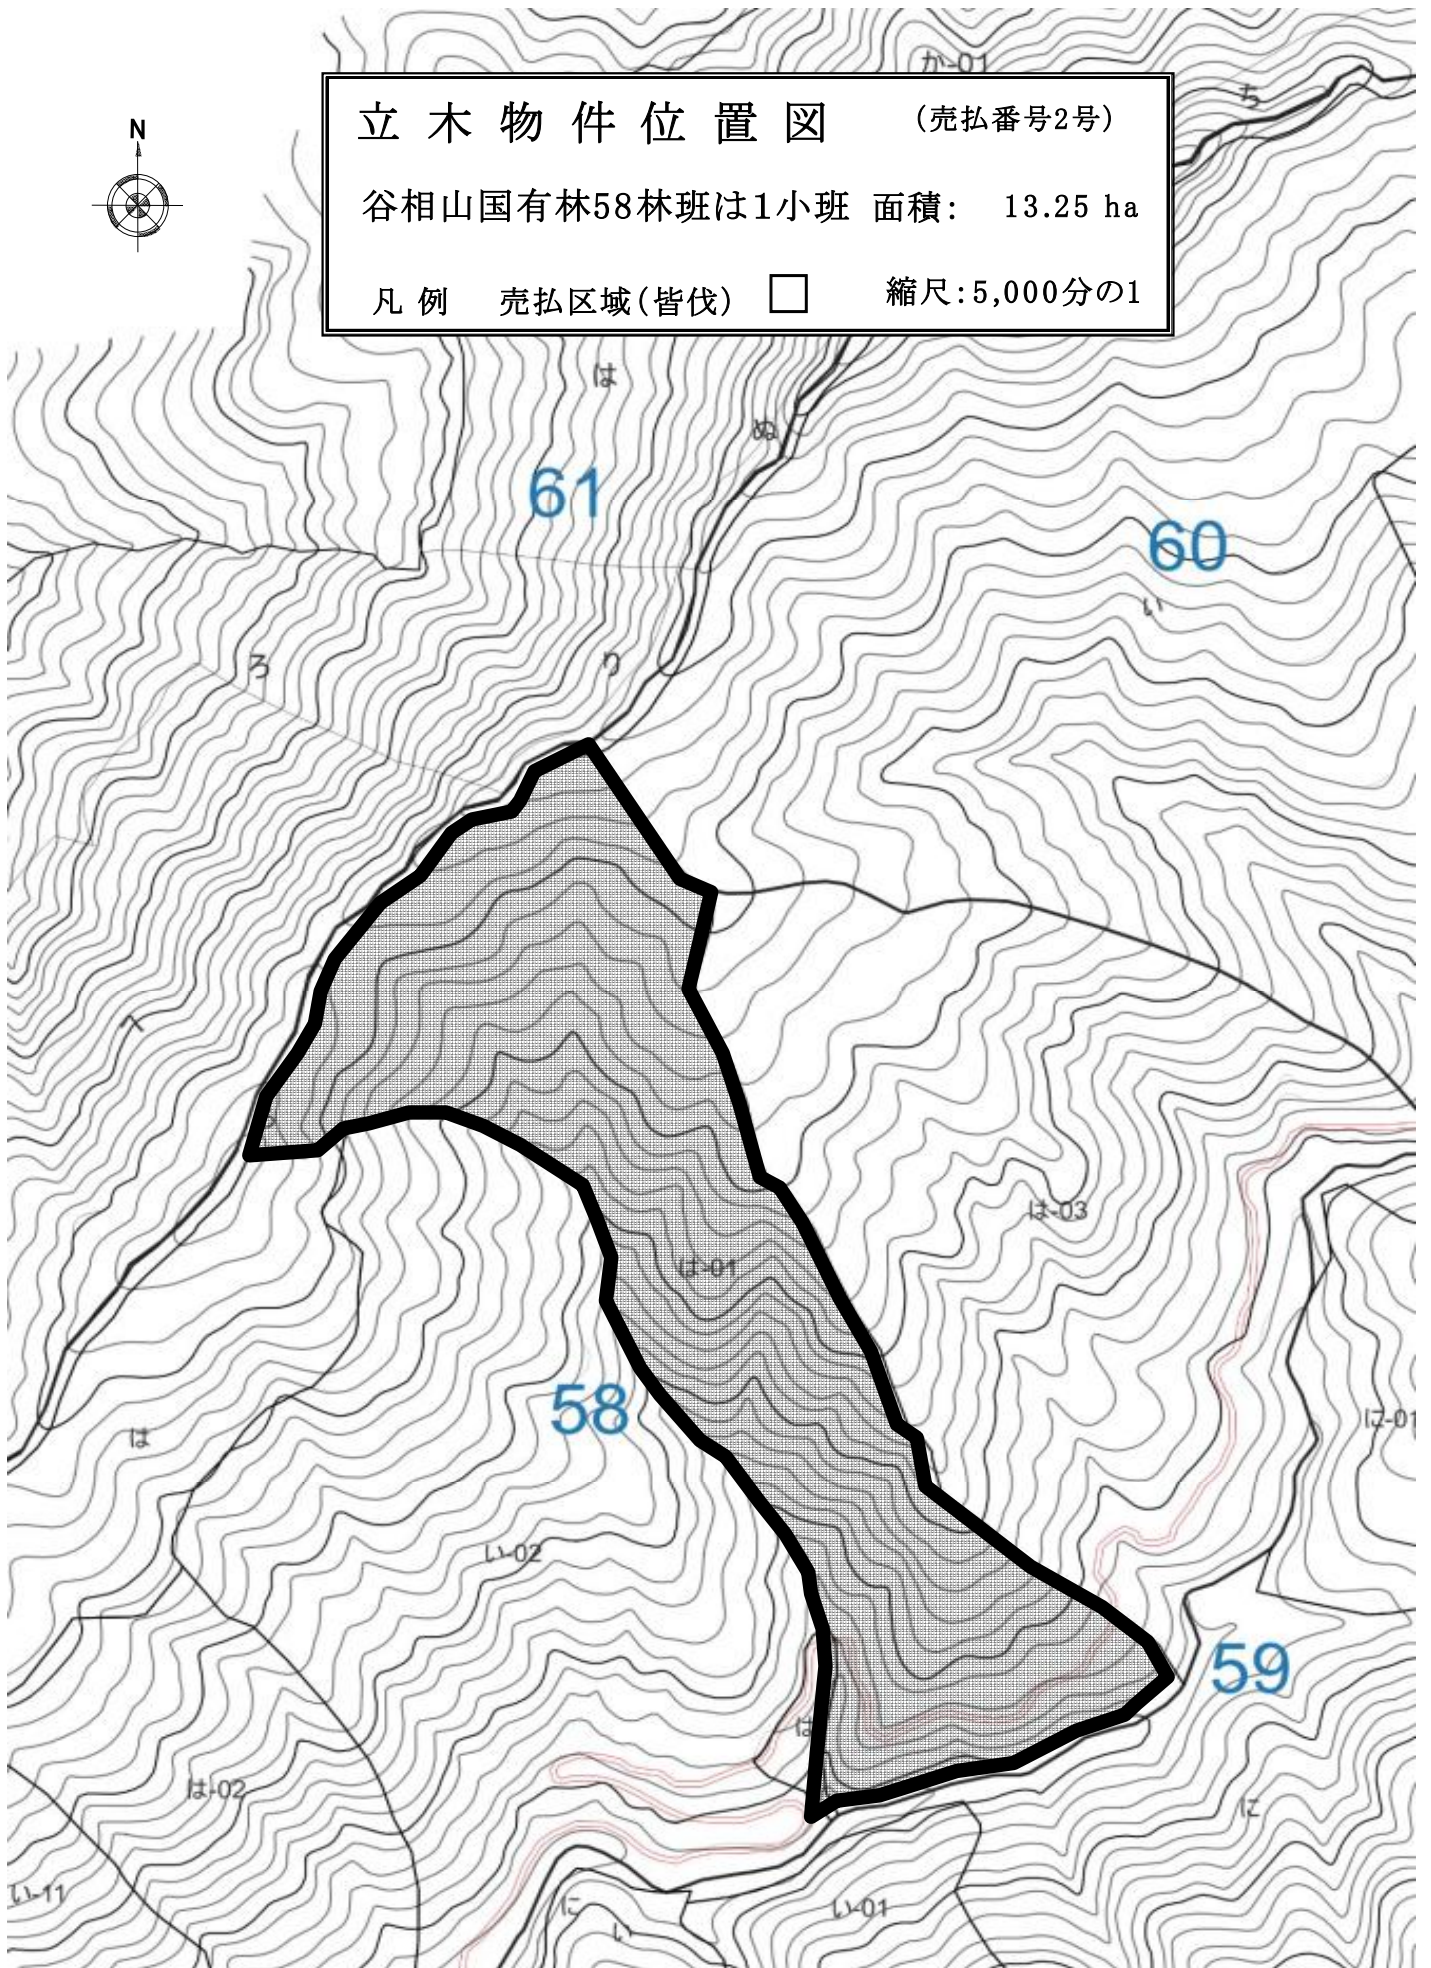 か-01
ち
N
立木物件位置図 (売払番号2号)
谷相山国有林58林班は1小班 面積: 13.25 ha
凡例 売払区域(皆伐) □ 縮尺:5,000分の1
は
ぬ
61
60
い
ろ
り
へ
は-03
は-01
58
に-01
は
い-02
59
は
は-02
に
い-11
に
い-01
い